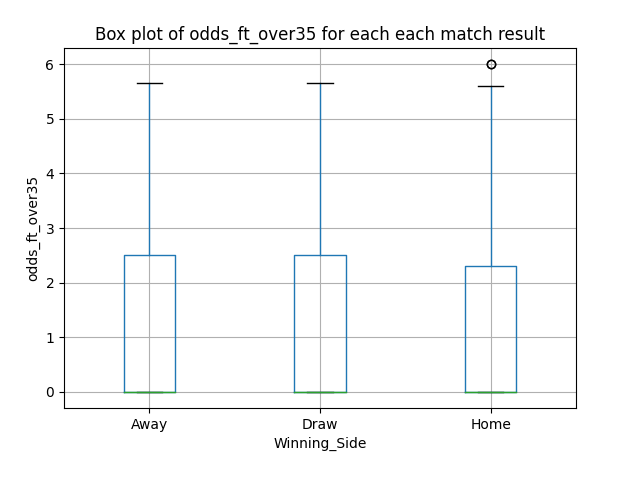 Box plot of odds_ft_over35 for each each match result
odds_ft_over35
6
5
4
3
2
1
0
Away Draw Home
Winning_Side